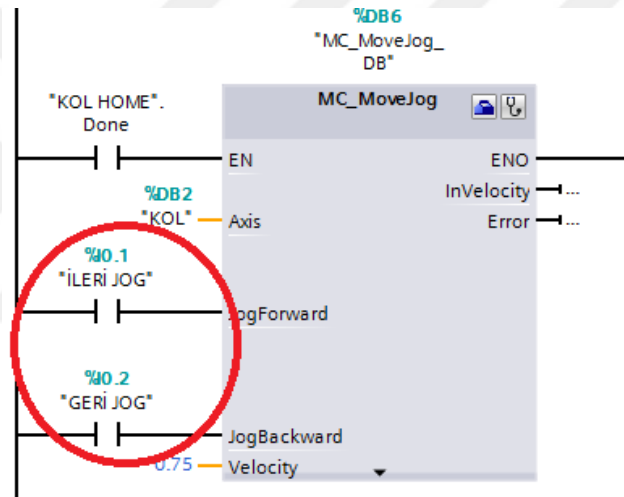 %DB6
"MC_MoveJog_
DB"
MC_MoveJog
"KOL HOME".
Done
EN
ENO
%DB2
"KOL"
Axis
InVelocity
...
Error
...
%I0.1
"İLERİ JOG"
JogForward
%I0.2
"GERİ JOG"
JogBackward
0.75
Velocity